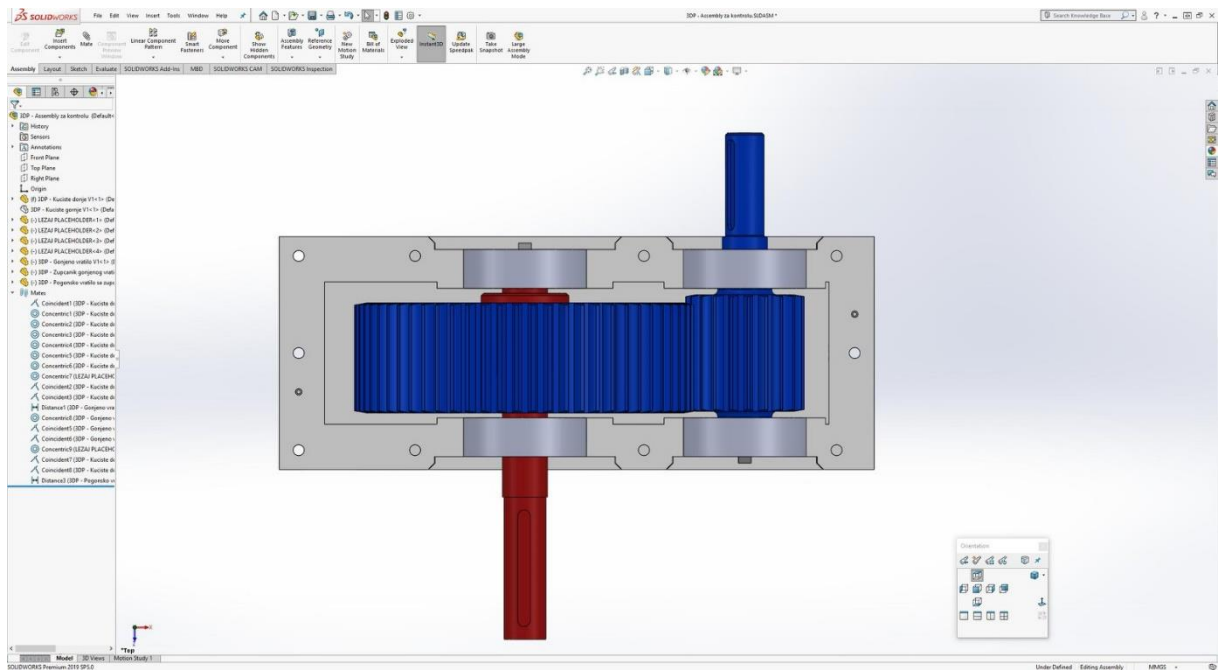 SOLIDWORKS
File Edit View Insert Tools Window Help
3DP - Assembly za kontrolu.SLDASM *
Search Knowledge Base
Edit Component
Insert Components
Mate
Component Preview Window
Linear Component Pattern
Smart Fasteners
Move Component
Show Hidden Components
Assembly Features
Reference Geometry
New Motion Study
Bill of Materials
Exploded View
Instant3D
Update Speedpak
Take Snapshot
Large Assembly Mode
Assembly Layout Sketch Evaluate SOLIDWORKS Add-Ins MBD SOLIDWORKS CAM SOLIDWORKS Inspection
3DP - Assembly za kontrolu (Default<
History
Sensors
Annotations
Front Plane
Top Plane
Right Plane
Origin
(f) 3DP - Kuciste donje V1<1> (De
3DP - Kuciste gornje V1<1> (Defa
(-) LEZAJ PLACEHOLDER<1> (Def
(-) LEZAJ PLACEHOLDER<2> (Def
(-) LEZAJ PLACEHOLDER<3> (Def
(-) LEZAJ PLACEHOLDER<4> (Def
(-) 3DP - Gonjeno vratilo V1<1> (D
(-) 3DP - Zupcanik gonjenog vrati
(-) 3DP - Pogonsko vratilo sa zupc
Mates
Coincident1 (3DP - Kuciste do
Concentric1 (3DP - Kuciste do
Concentric2 (3DP - Kuciste do
Concentric3 (3DP - Kuciste do
Concentric4 (3DP - Kuciste do
Concentric5 (3DP - Kuciste do
Concentric6 (3DP - Kuciste do
Concentric7 (LEZAJ PLACEHC
Coincident2 (3DP - Kuciste do
Coincident3 (3DP - Kuciste do
Distance1 (3DP - Gonjeno vra
Concentric8 (3DP - Gonjeno v
Coincident5 (3DP - Gonjeno v
Coincident6 (3DP - Gonjeno v
Concentric9 (LEZAJ PLACEHC
Coincident7 (3DP - Kuciste do
Coincident8 (3DP - Kuciste do
Distance3 (3DP - Pogonsko vr
Orientation
*Top
Model 3D Views Motion Study 1
SOLIDWORKS Premium 2019 SP5.0
Under Defined Editing Assembly MMGS